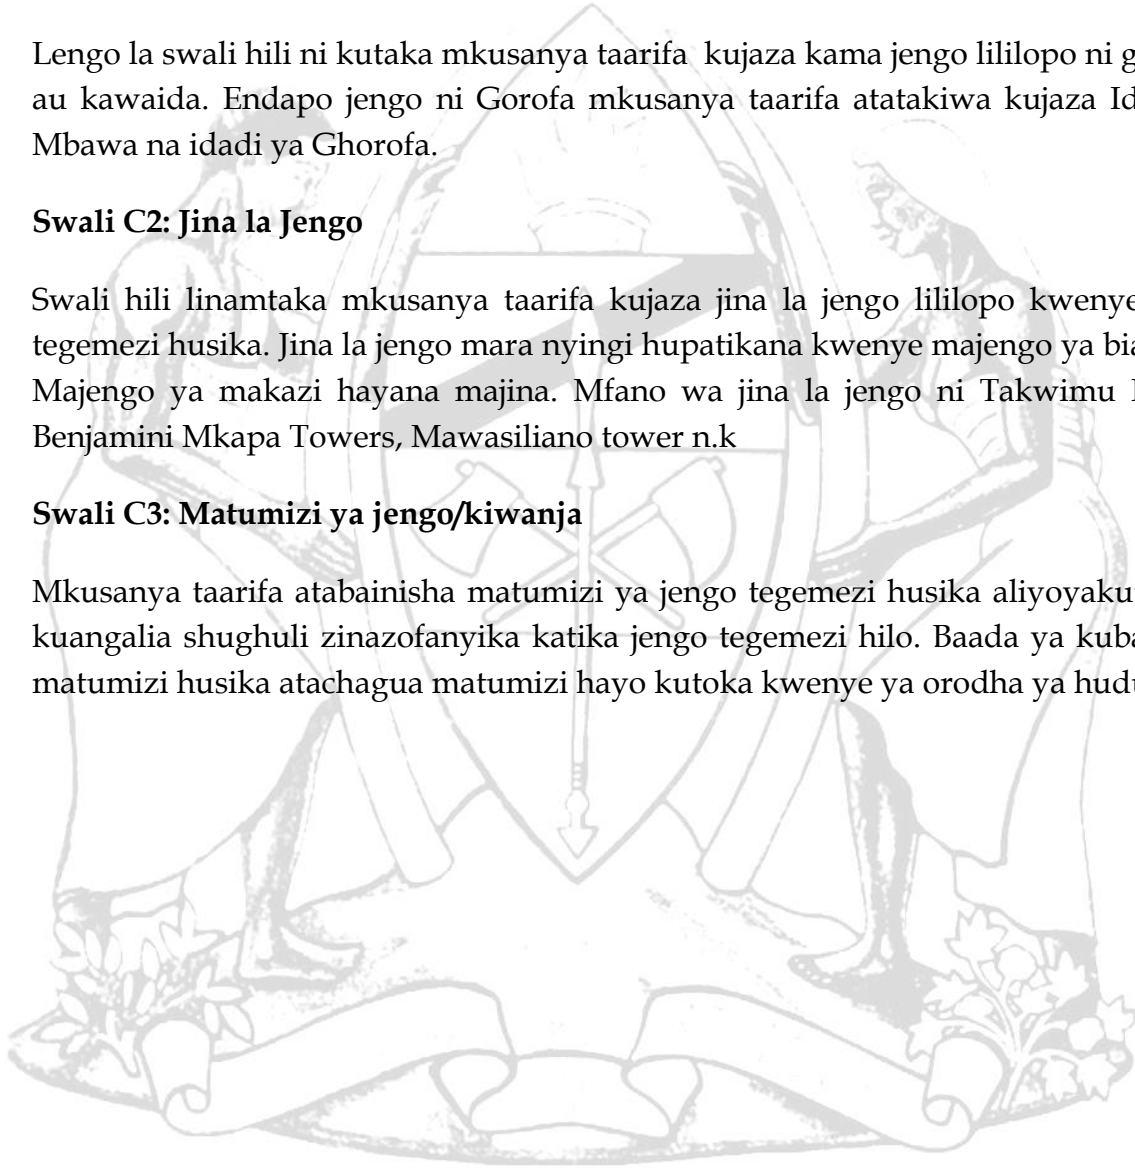 Lengo la swali hili ni kutaka mkusanya taarifa kujaza kama jengo lililopo ni
au kawaida. Endapo jengo ni Gorofa mkusanya taarifa atatakiwa kujaza
Mbawa na idadi ya Ghorofa.
Swali C2: Jina la Jengo
Swali hili linamtaka mkusanya taarifa kujaza jina la jengo lililopo kwenye
tegemezi husika. Jina la jengo mara nyingi hupatikana kwenye majengo ya
Majengo ya makazi hayana majina. Mfano wa jina la jengo ni Takwimu
Benjamini Mkapa Towers, Mawasiliano tower n.k
Swali C3: Matumizi ya jengo/kiwanja
Mkusanya taarifa atabainisha matumizi ya jengo tegemezi husika
kuangalia shughuli zinazofanyika katika jengo tegemezi hilo. Baada ya
matumizi husika atachagua matumizi hayo kutoka kwenye ya orodha ya